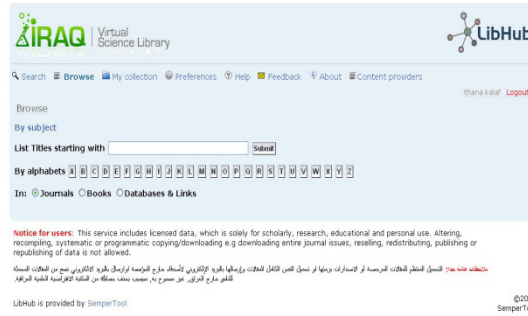 IRAQ Virtual
Science Library
LibHub
Search Browse My collection Preferences Help Feedback About Content providers
thana kalaf Logout
Browse
By subject
List Titles starting with Submit
By alphabets A B C D E F G H I J K L M N O P Q R S T U V W X Y Z
In: Journals Books Databases & Links
Notice for users: This service includes licensed data, which is solely for scholarly, research, educational and personal use. Altering,
recompiling, systematic or programmatic copying/downloading e.g downloading entire journal issues, reselling, redistributing, publishing or
republishing of data is not allowed.
LibHub is provided by SemperTool
©20
SemperTo